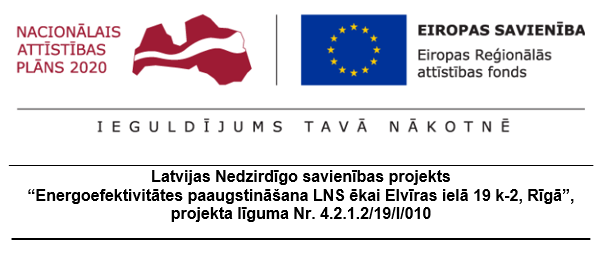 NACIONĀLAIS
ATTĪSTĪBAS
PLĀNS 2020
EIROPAS SAVIENĪBA
Eiropas Reģionālās
attīstības fonds
IEGULDĪJUMS TAVĀ NĀKOTNĒ
Latvijas Nedzirdīgo savienības projekts
“Energoefektivitātes paaugstināšana LNS ēkai Elvīras ielā 19 k-2, Rīgā”,
projekta līguma Nr. 4.2.1.2/19/I/010